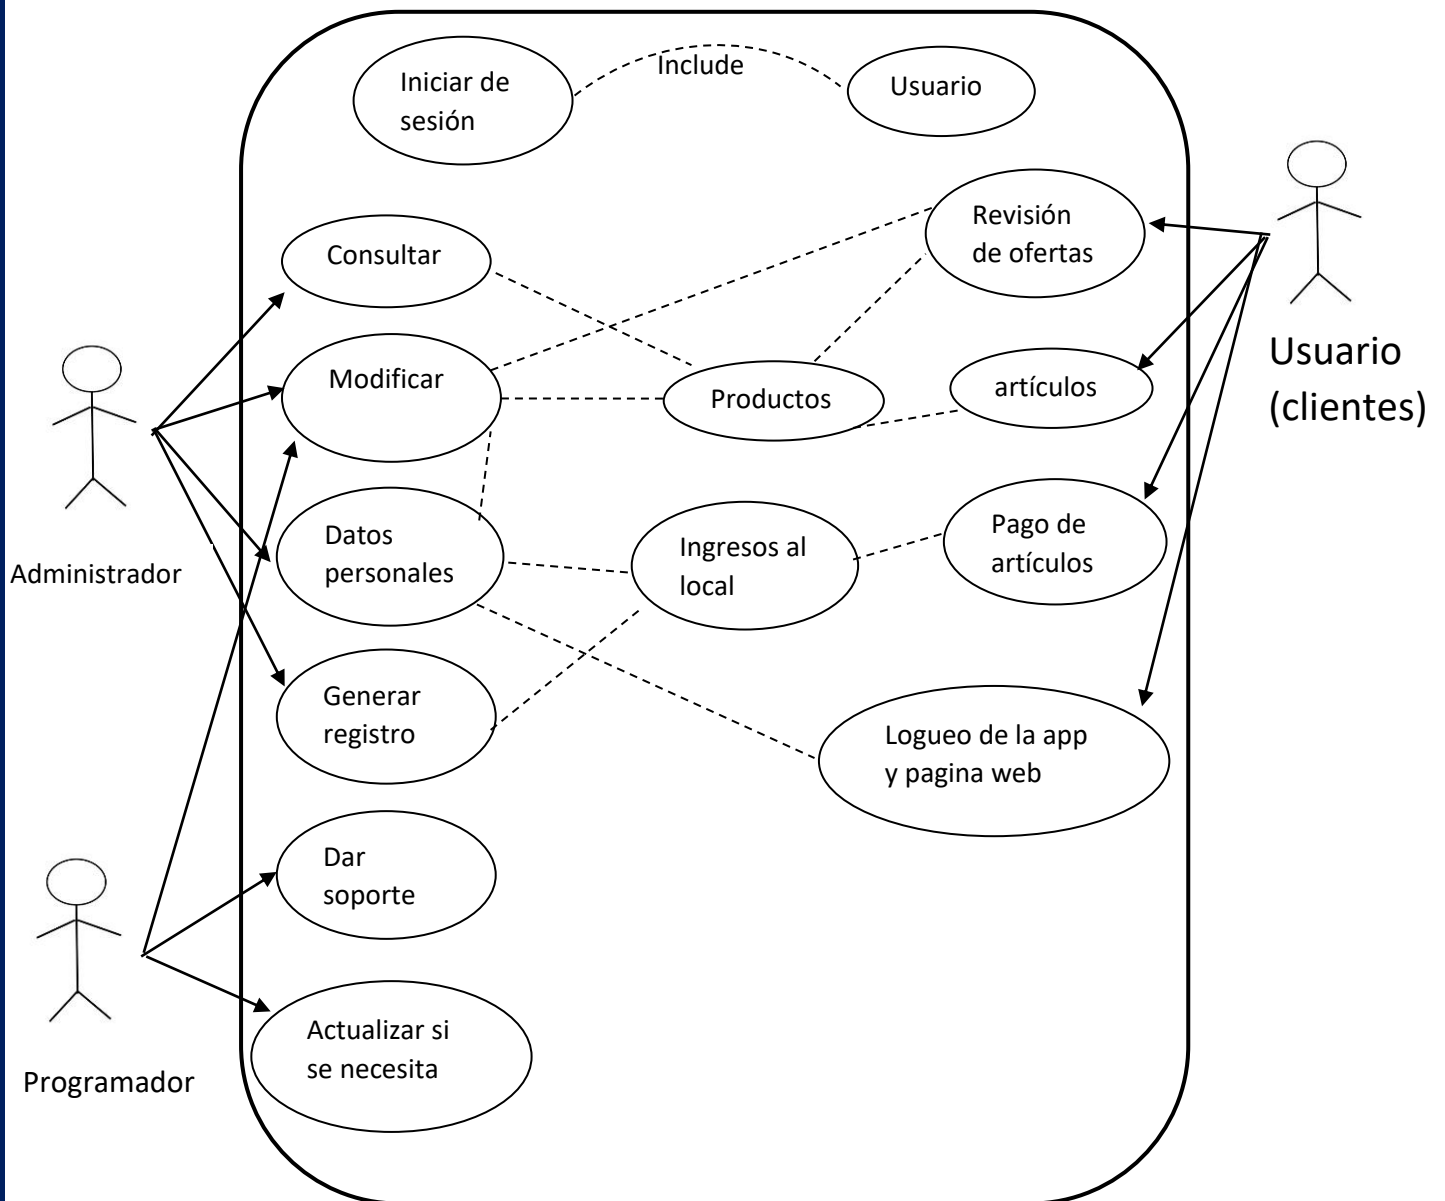 Iniciar de
sesión
Include
Usuario
Revisión
de ofertas
Consultar
Modificar
Productos
artículos
Usuario
(clientes)
Datos
personales
Ingresos al
local
Pago de
artículos
Administrador
Generar
registro
Logueo de la app
y pagina web
Dar
soporte
Actualizar si
se necesita
Programador